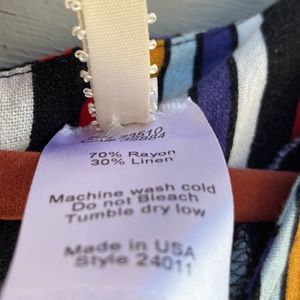 70% Rayon
30% Linen
Machine wash cold
Do not Bleach
Tumble dry low
Made in USA
Style 24011